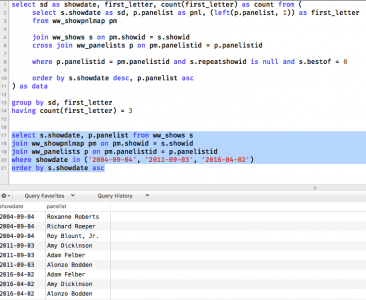 1 select sd as showdate, first_letter, count(first_letter) as count from (
2 select s.showdate as sd, p.panelist as pnl, (left(p.panelist, 1)) as first_letter
3 from ww_showpnlmap pm
4
5 join ww_shows s on pm.showid = s.showid
6 cross join ww_panelists p on pm.panelistid = p.panelistid
7
8 where p.panelistid = pm.panelistid and s.repeatshowid is null and s.bestof = 0
9
10 order by s.showdate desc, p.panelist asc
11 ) as data
12
13 group by sd, first_letter
14 having count(first_letter) = 3
15
16
17 select s.showdate, p.panelist from ww_shows s
18 join ww_showpnlmap pm on pm.showid = s.showid
19 join ww_panelists p on pm.panelistid = p.panelistid
20 where showdate in ('2004-09-04', '2011-09-03', '2016-04-02')
21 order by s.showdate asc
Query Favorites Query History
showdate panelist
2004-09-04 Roxanne Roberts
2004-09-04 Richard Roeper
2004-09-04 Roy Blount, Jr.
2011-09-03 Amy Dickinson
2011-09-03 Adam Felber
2011-09-03 Alonzo Bodden
2016-04-02 Adam Felber
2016-04-02 Amy Dickinson
2016-04-02 Alonzo Bodden